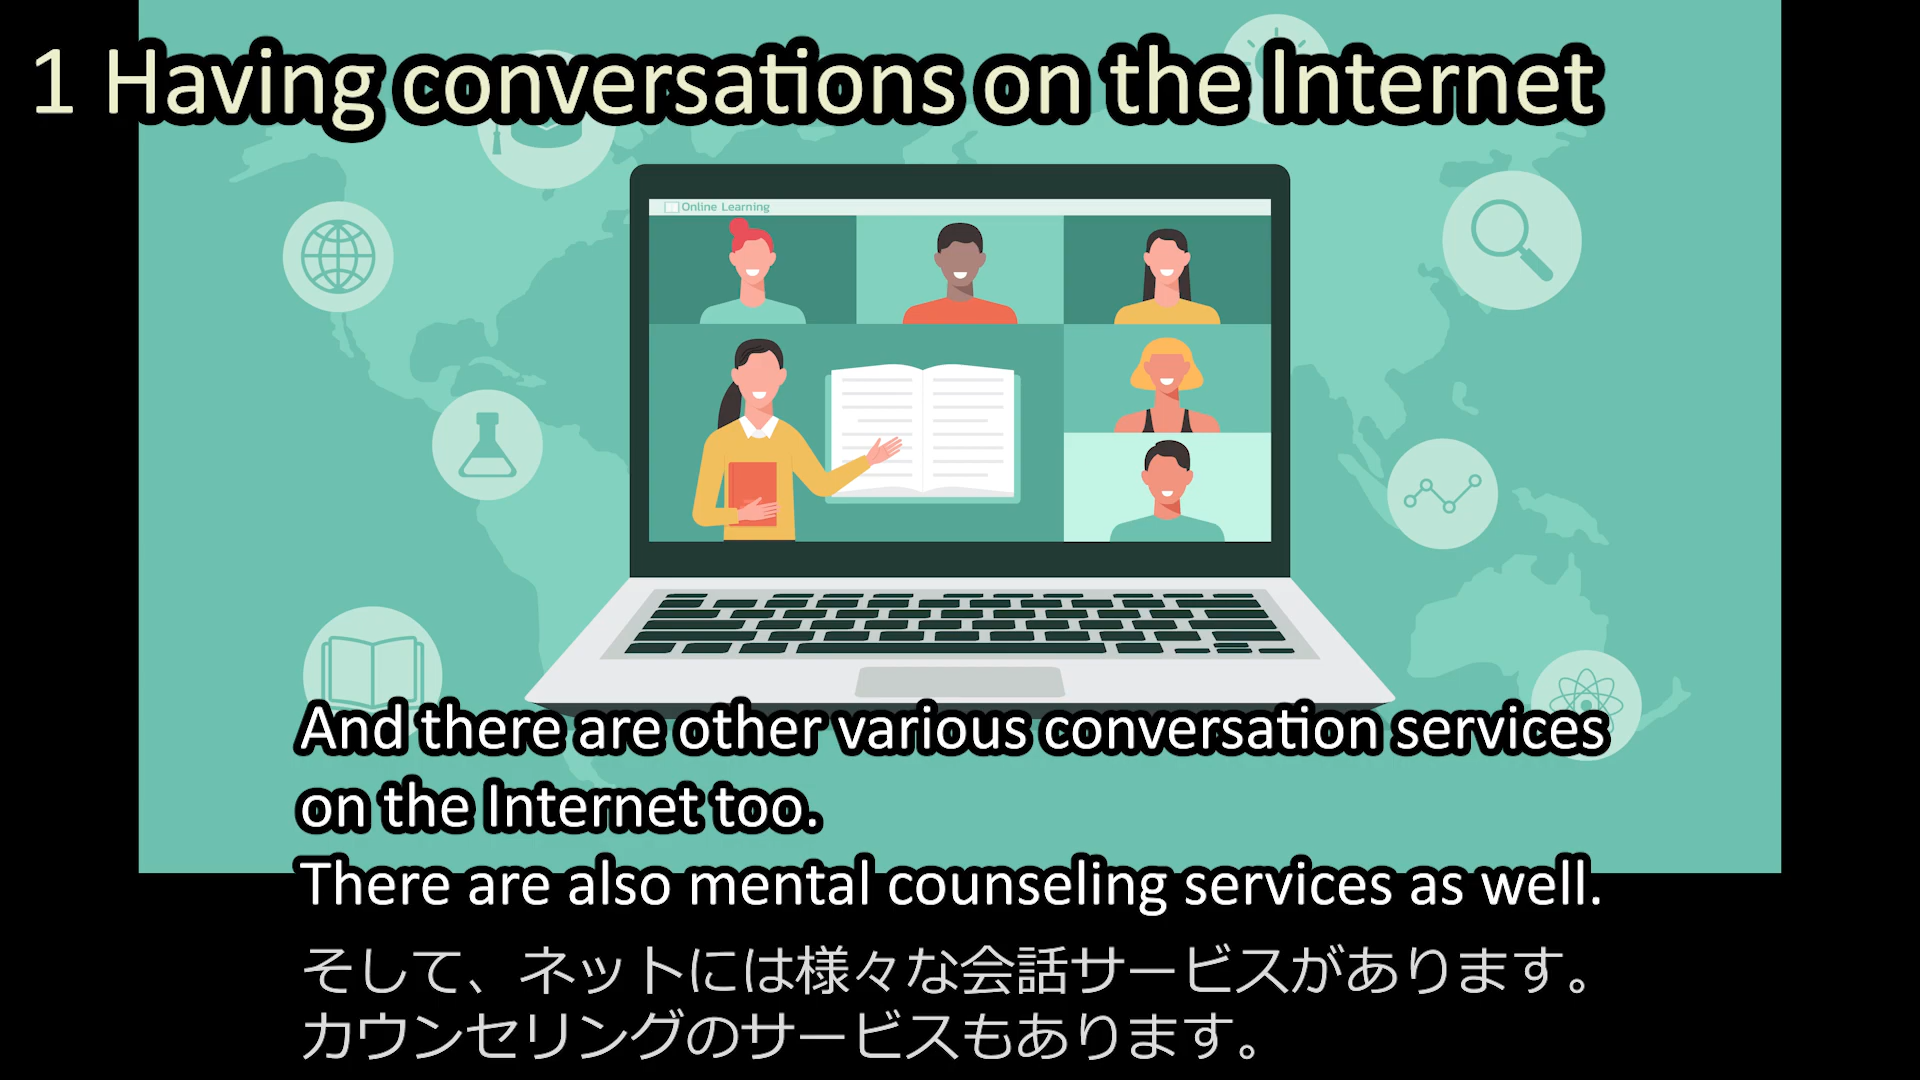 1 Having conversations on the Internet
Online Learning
And there are other various conversation services
on the Internet too.
There are also mental counseling services as well.
そして、ネットには様々な会話サービスがあります。
カウンセリングのサービスもあります。